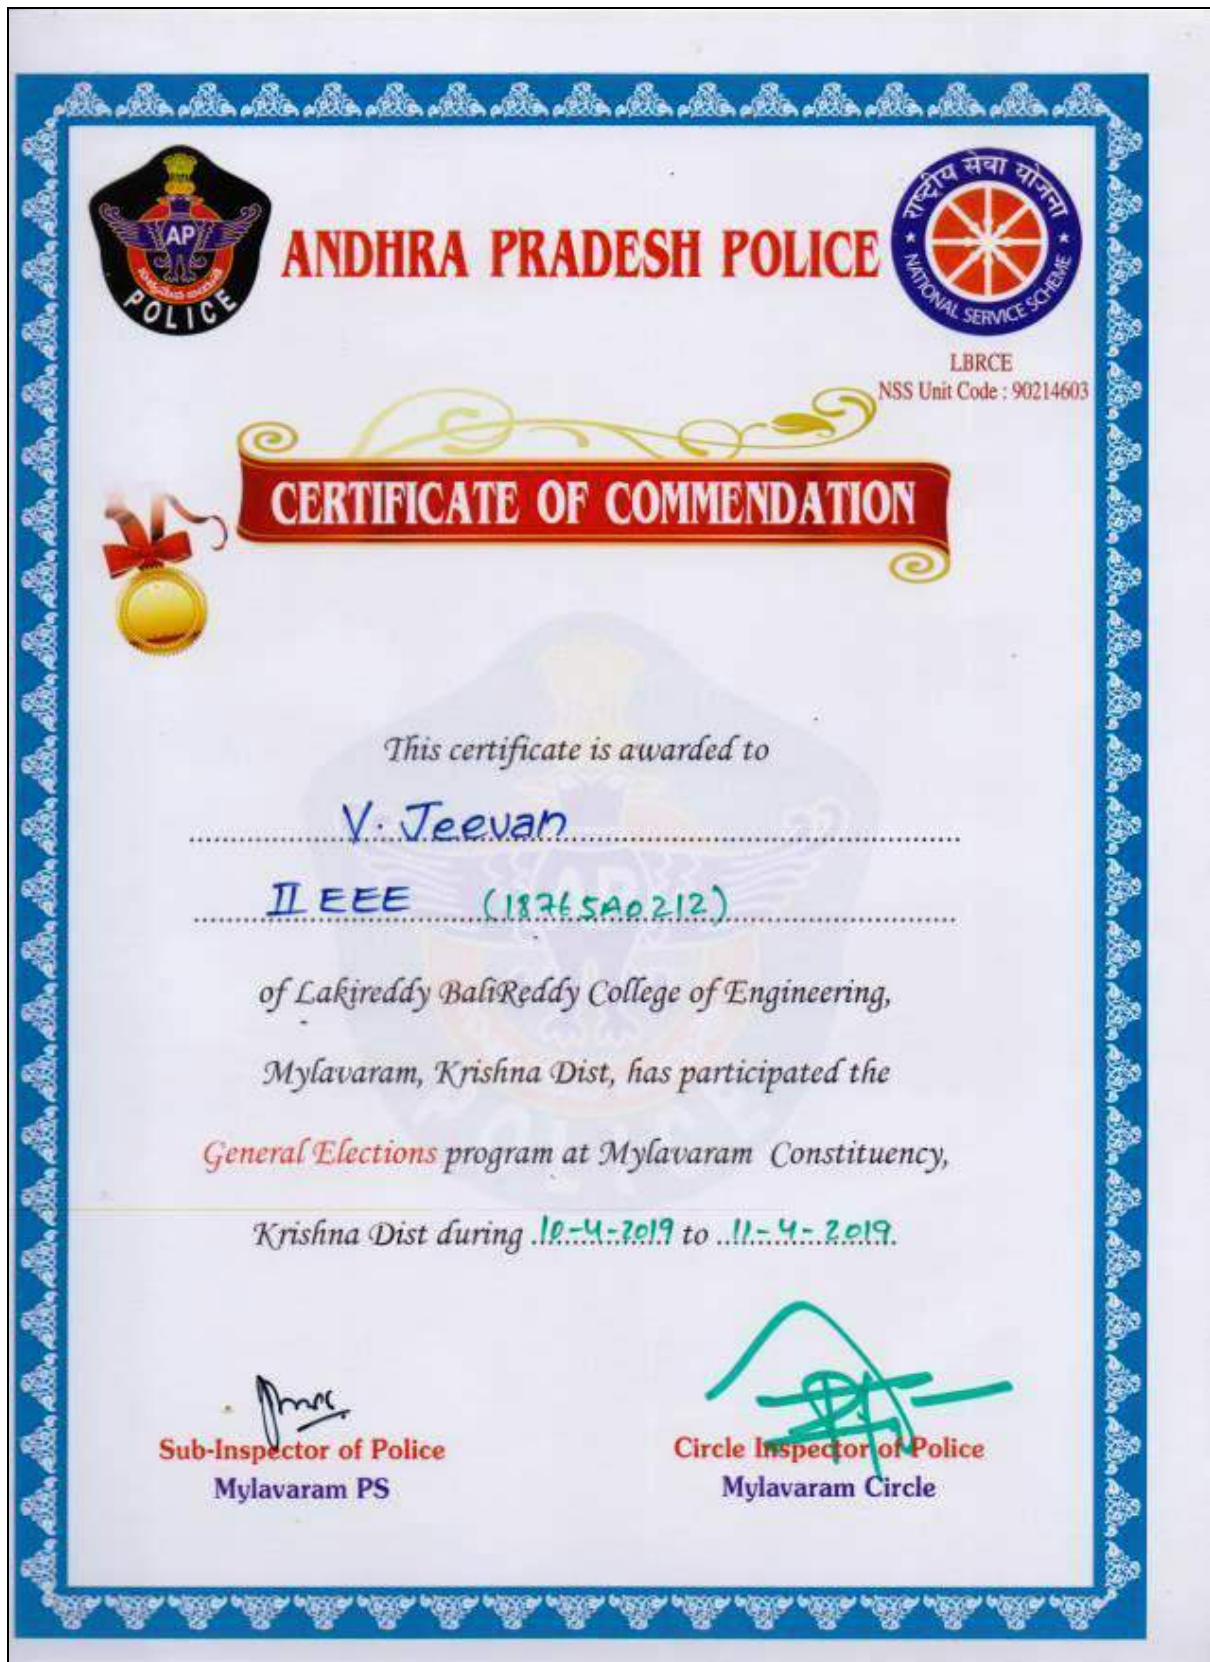 ANDHRA PRADESH POLICE
AP
POLICE
राष्ट्रीय सेवा योजना
NATIONAL SERVICE SCHEME
LBRCE
NSS Unit Code : 90214603
CERTIFICATE OF COMMENDATION
This certificate is awarded to
V. Jeevan
II EEE (18765A0212)
of Lakireddy BaliReddy College of Engineering,
Mylavaram, Krishna Dist, has participated the
General Elections program at Mylavaram Constituency,
Krishna Dist during 10-4-2019 to 11-4-2019.
Sub-Inspector of Police
Mylavaram PS
Circle Inspector of Police
Mylavaram Circle